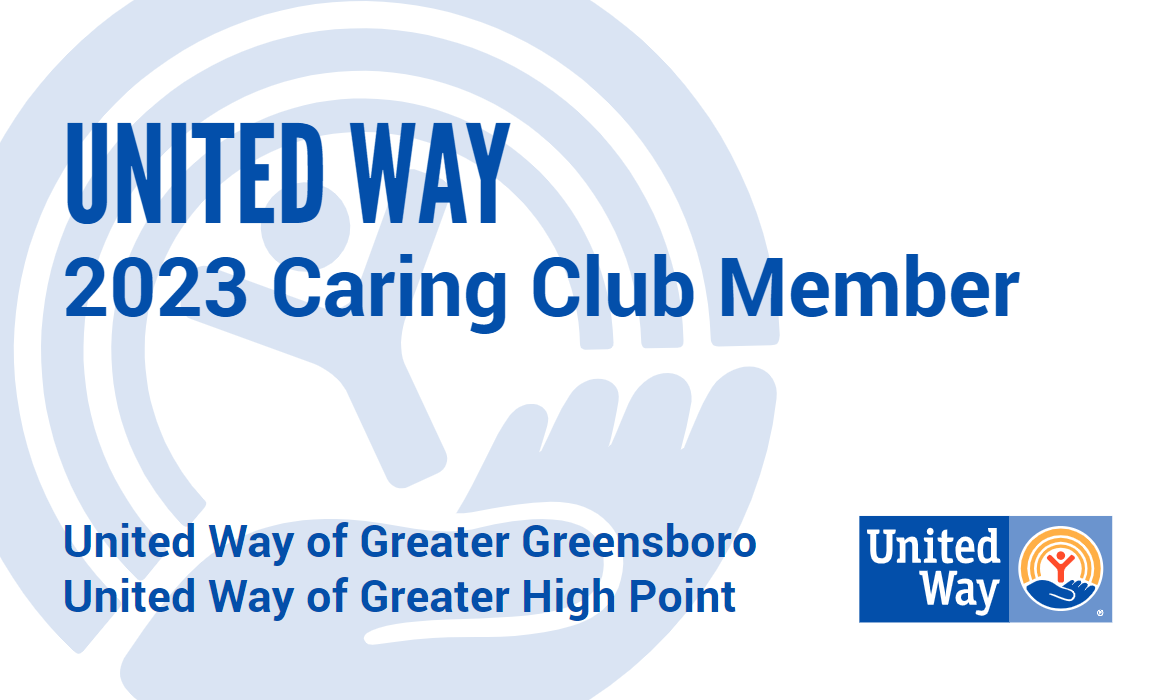 UNITED WAY
2023 Caring Club Member
United Way of Greater Greensboro
United Way of Greater High Point
United
Way
®